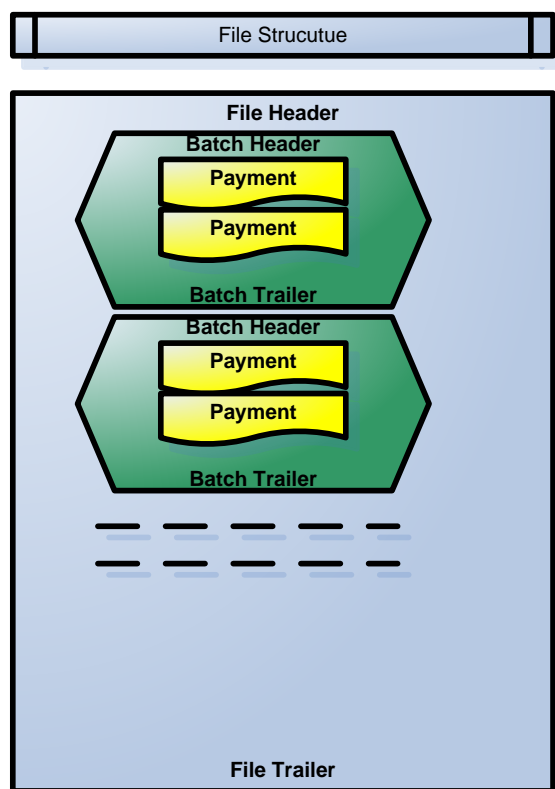 File Strucutue
File Header
Batch Header
Payment
Payment
Batch Trailer
Batch Header
Payment
Payment
Batch Trailer
File Trailer